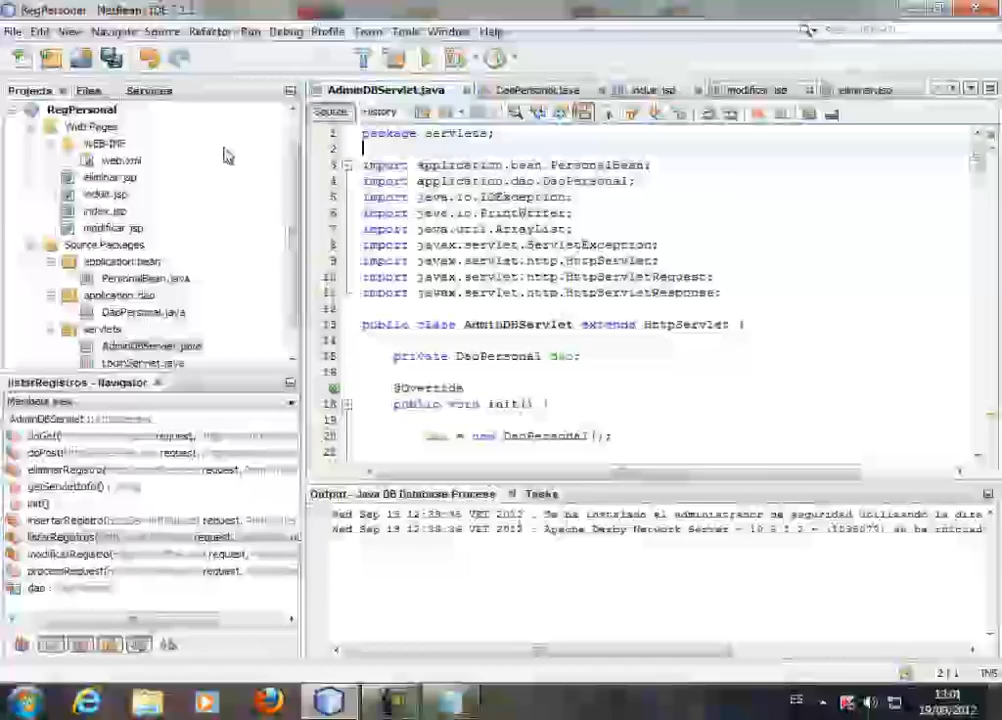 RegPersonal - NetBeans IDE
File Edit View Navigate Source Refactor Run Debug Profile Team Tools Window Help
Projects Files Services
RegPersonal
Web Pages
WEB-INF
web.xml
eliminar.jsp
incluir.jsp
index.jsp
modificar.jsp
Source Packages
application.bean
PersonalBean.java
application.dao
DaoPersonal.java
servlets
AdminDBServlet.java
LoginServlet.java
listarRegistros - Navigator
Members View
AdminDBServlet ::
doGet( request,
doPost( request,
eliminarRegistro( request,
getServletInfo() :
init()
insertarRegistro( request,
listarRegistros( request,
modificarRegistro( request,
processRequest( request,
dao :
AdminDBServlet.java DaoPersonal.java incluir.jsp modificar.jsp eliminar.jsp
Source History
1 package servlets;
2
3 import application.bean.PersonalBean;
4 import application.dao.DaoPersonal;
5 import java.io.IOException;
6 import java.io.PrintWriter;
7 import java.util.ArrayList;
8 import javax.servlet.ServletException;
9 import javax.servlet.http.HttpServlet;
10 import javax.servlet.http.HttpServletRequest;
11 import javax.servlet.http.HttpServletResponse;
12
13 public class AdminDBServlet extends HttpServlet {
14
15 private DaoPersonal dao;
16
@Override
18 public void init() {
19
20 dao = new DaoPersonal();
Output - Java DB Database Process Tasks
Wed Sep 19 12:38:36 VET 2012 : Se ha instalado el administrador de seguridad utilizando la dire
Wed Sep 19 12:38:36 VET 2012 : Apache Derby Network Server - 10.8.1.2 - (1095077) se ha iniciad
2 | 1 INS
ES
13:01
19/09/2012